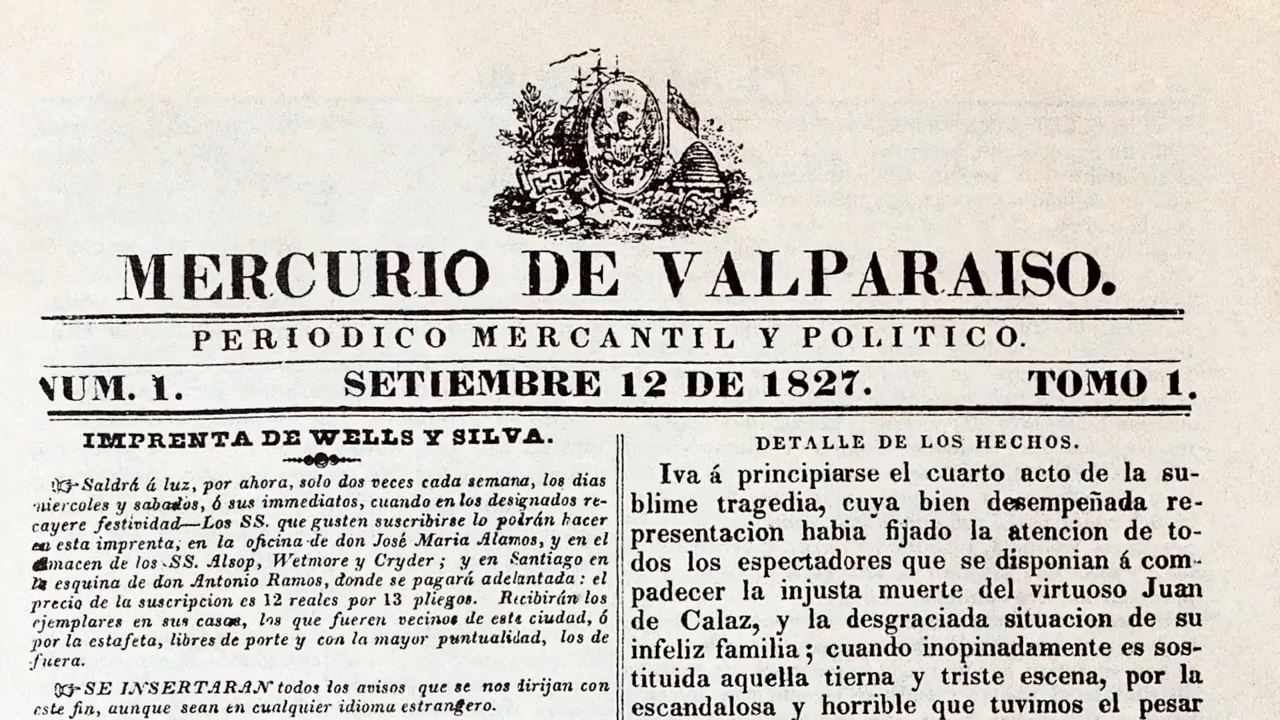 MERCURIO DE VALPARAISO.
PERIODICO MERCANTIL Y POLITICO.
NUM. 1. SETIEMBRE 12 DE 1827. TOMO 1.
IMPRENTA DE WELLS Y SILVA.
Saldrá á luz, por ahora, solo dos veces cada semana, los dias
miercoles y sabados, ó sus immediatos, cuando en los designados re-
cayere festividad—Los SS. que gusten suscribirse lo podrán hacer
en esta imprenta; en la oficina de don José Maria Alamos, y en el
almacen de los SS. Alsop, Wetmore y Cryder; y en Santiago en
la esquina de don Antonio Ramos, donde se pagará adelantada: el
precio de la suscripcion es 12 reales por 13 pliegos. Recibirán los
ejemplares en sus casas, los que fueren vecinos de esta ciudad, ó
por la estafeta, libres de porte y con la mayor puntualidad, los de
fuera.
SE INSERTARAN todos los avisos que se nos dirijan con
este fin, aunque sean en cualquier idioma estrangero.
DETALLE DE LOS HECHOS.
Iva á principiarse el cuarto acto de la su-
blime tragedia, cuya bien desempeñada re-
presentacion habia fijado la atencion de to-
dos los espectadores que se disponian á com-
padecer la injusta muerte del virtuoso Juan
de Calaz, y la desgraciada situacion de su
infeliz familia; cuando inopinadamente es sos-
tituida aquella tierna y triste escena, por la
escandalosa y horrible que tuvimos el pesar